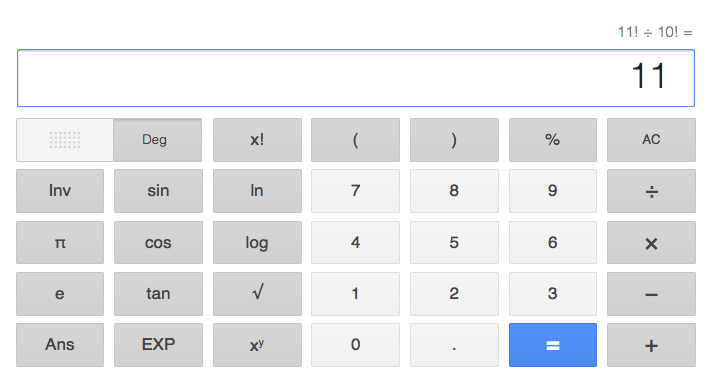 11! ÷ 10! =
11
Deg x! ( ) % AC
Inv sin ln 7 8 9 ÷
π cos log 4 5 6 ×
e tan √ 1 2 3 −
Ans EXP xʸ 0 . = +